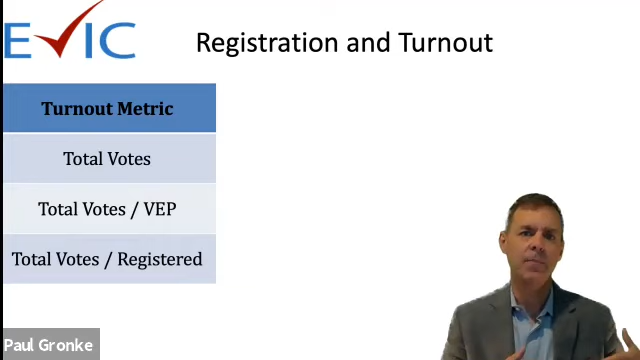 EVIC
Registration and Turnout
Turnout Metric
Total Votes
Total Votes / VEP
Total Votes / Registered
Paul Gronke